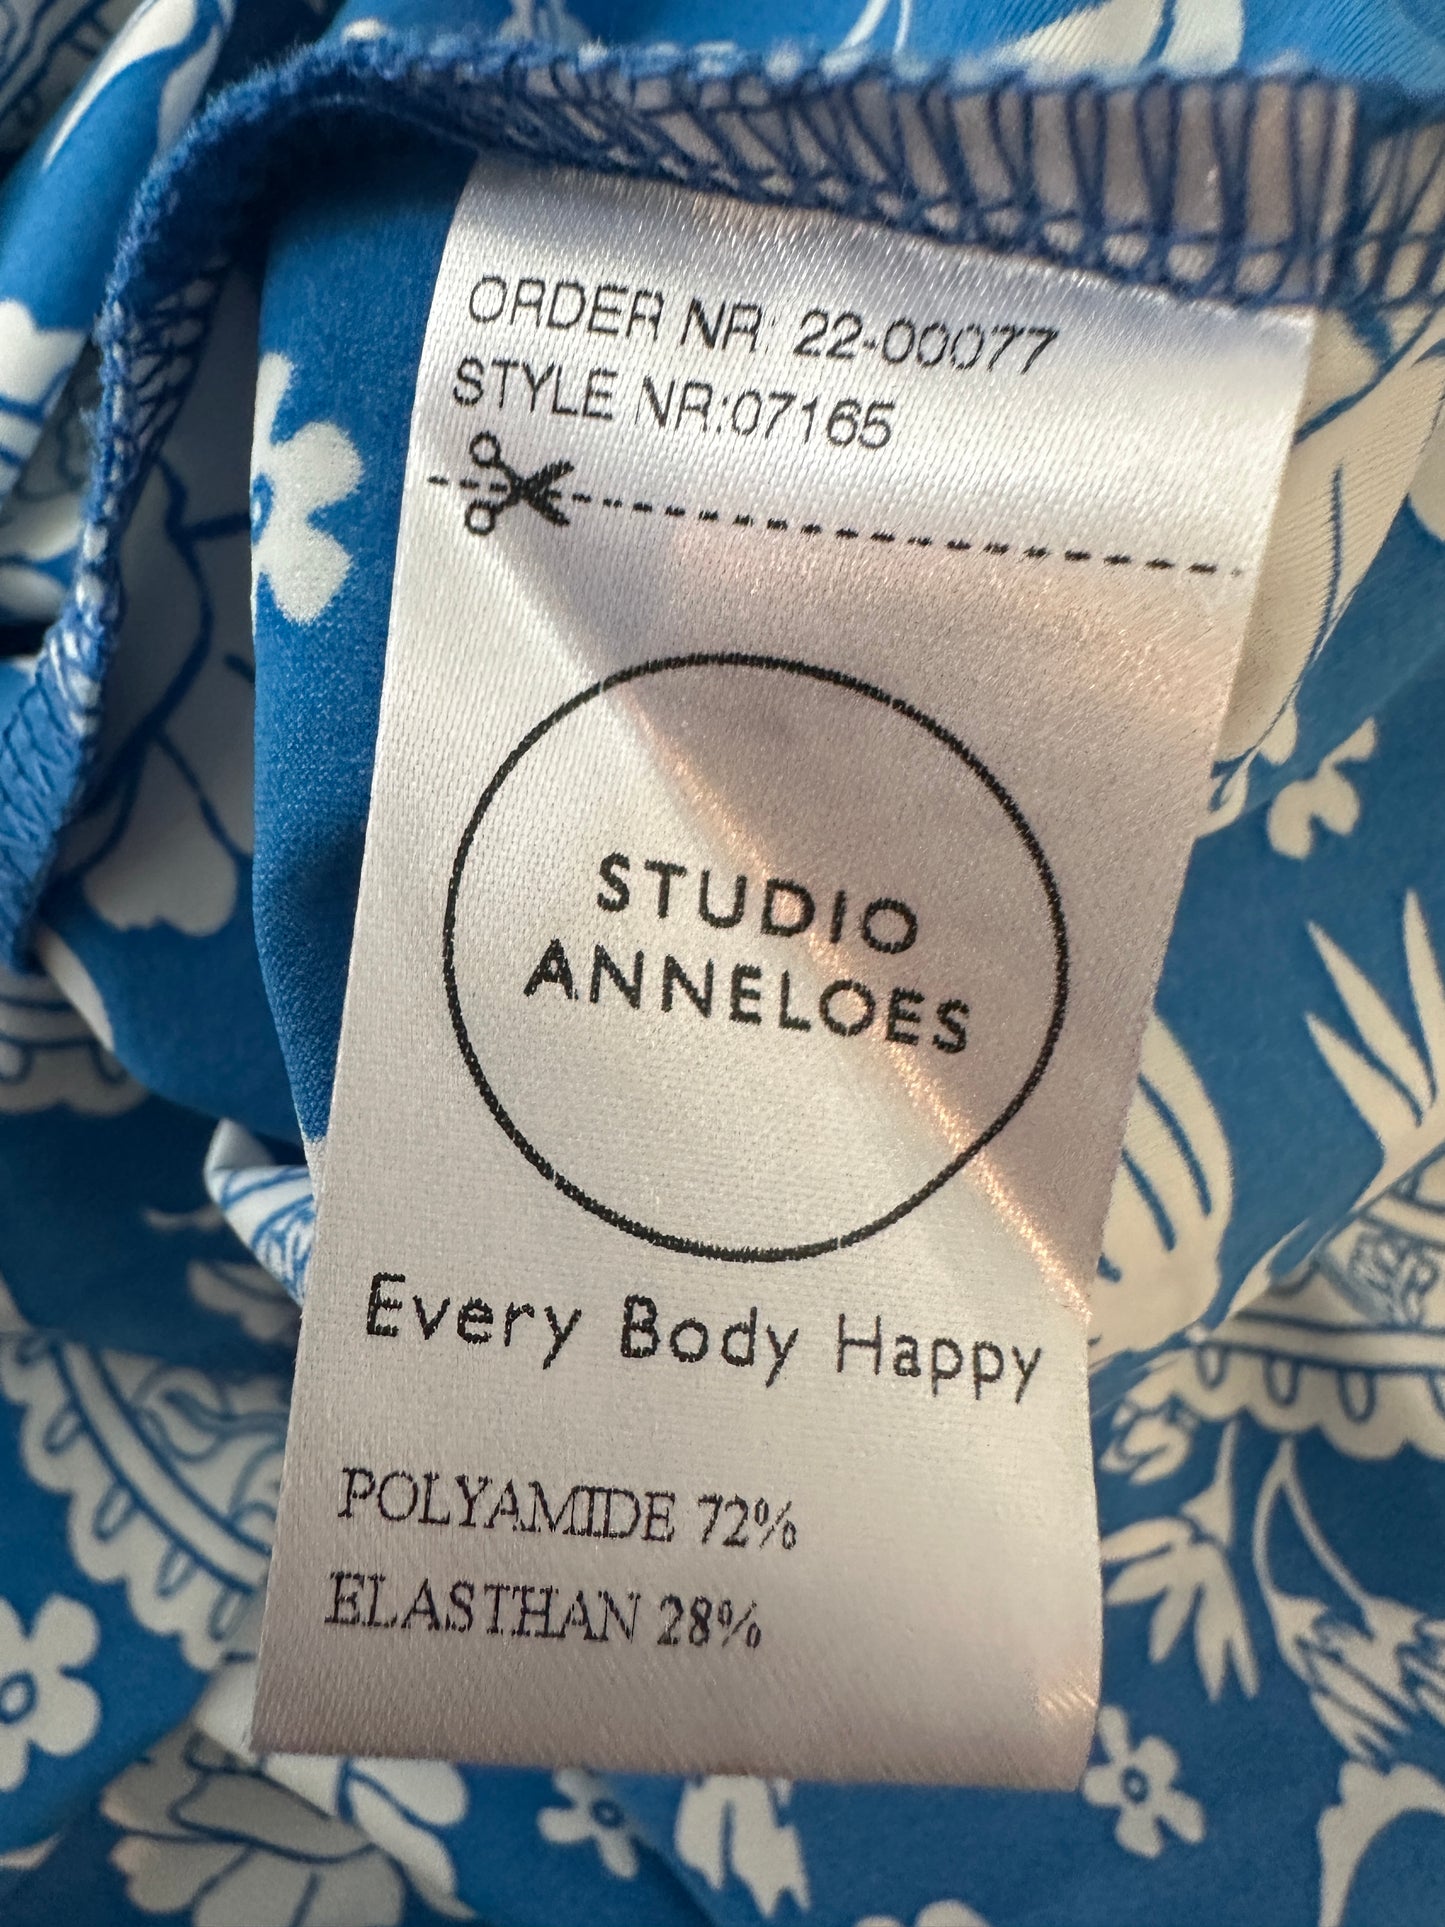 ORDER NR: 22-00077
STYLE NR:07165
STUDIO
ANNELOES
Every Body Happy
POLYAMIDE 72%
ELASTHAN 28%